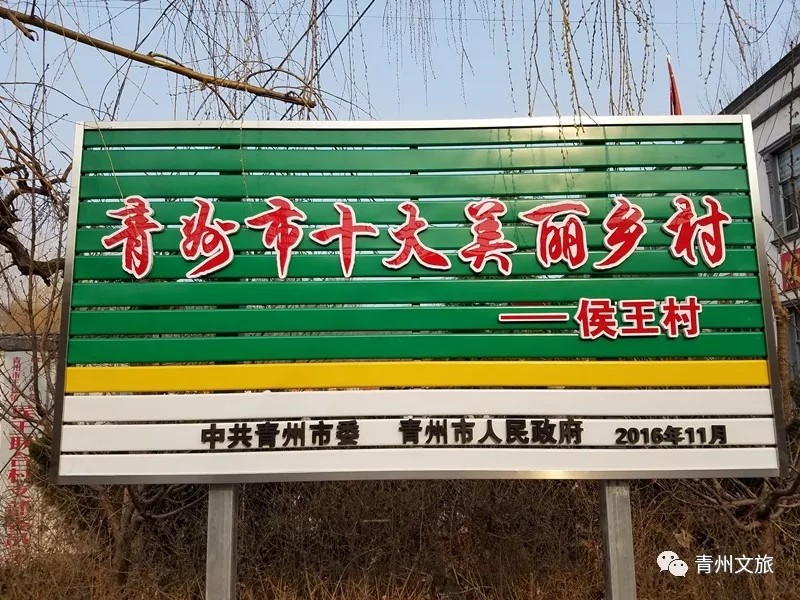 青州市十大美丽乡村
——侯王村
中共青州市委 青州市人民政府 2016年11月
青州文旅